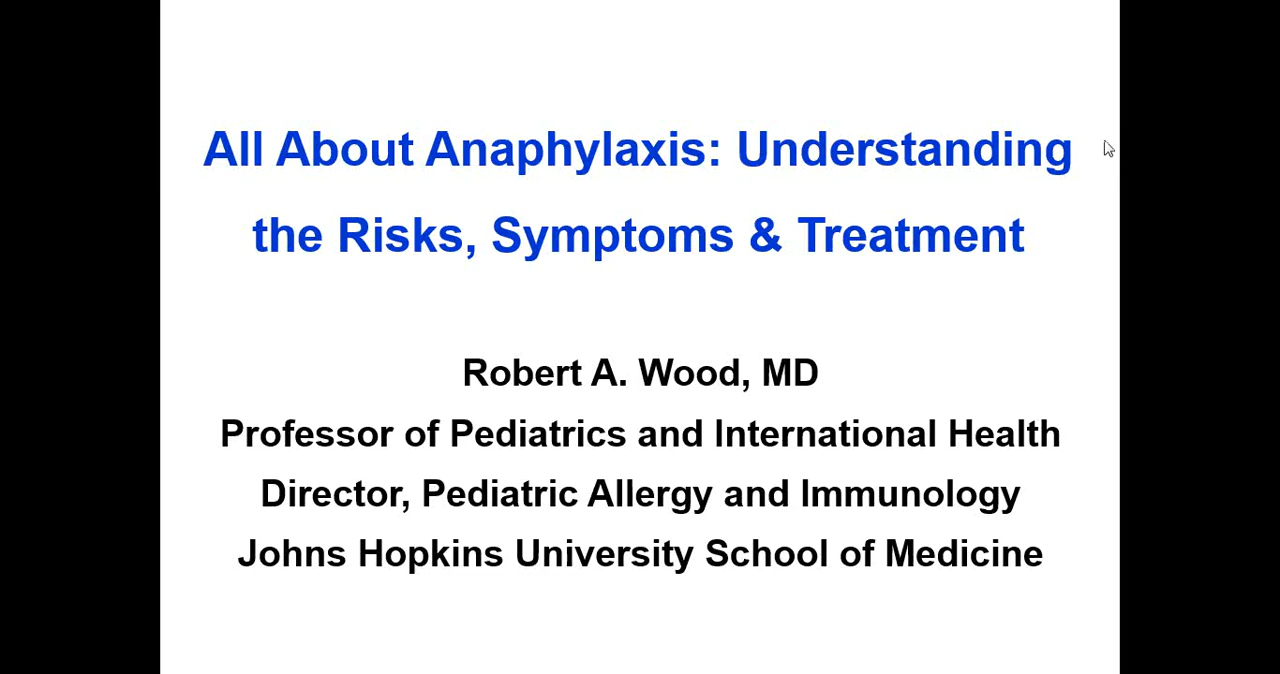 All About Anaphylaxis: Understanding
the Risks, Symptoms & Treatment
Robert A. Wood, MD
Professor of Pediatrics and International Health
Director, Pediatric Allergy and Immunology
Johns Hopkins University School of Medicine